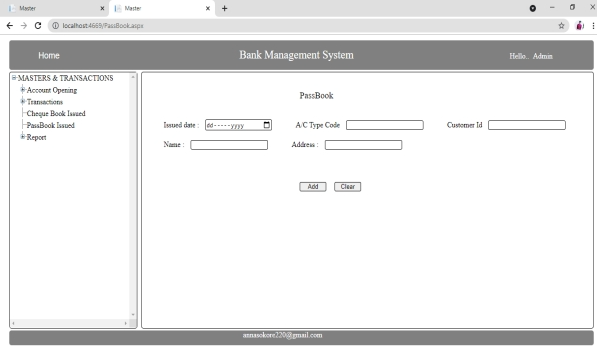 Master
Master
localhost:4669/PassBook.aspx
Home
Bank Management System
Hello.. Admin
MASTERS & TRANSACTIONS
Account Opening
Transactions
Cheque Book Issued
PassBook Issued
Report
PassBook
Issued date : dd-----yyyy A/C Type Code Customer Id
Name : Address :
Add Clear
annasokore220@gmail.com